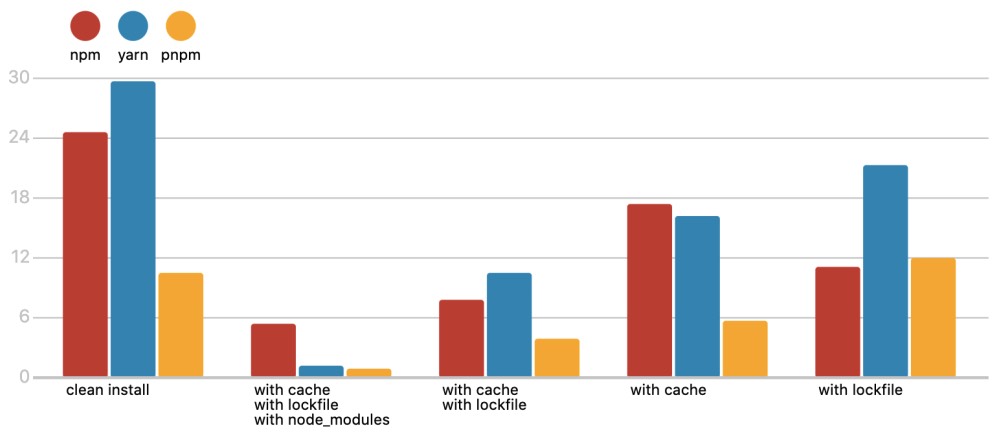 npm yarn pnpm
30
24
18
12
6
0
clean install
with cache
with lockfile
with node_modules
with cache
with lockfile
with cache
with lockfile